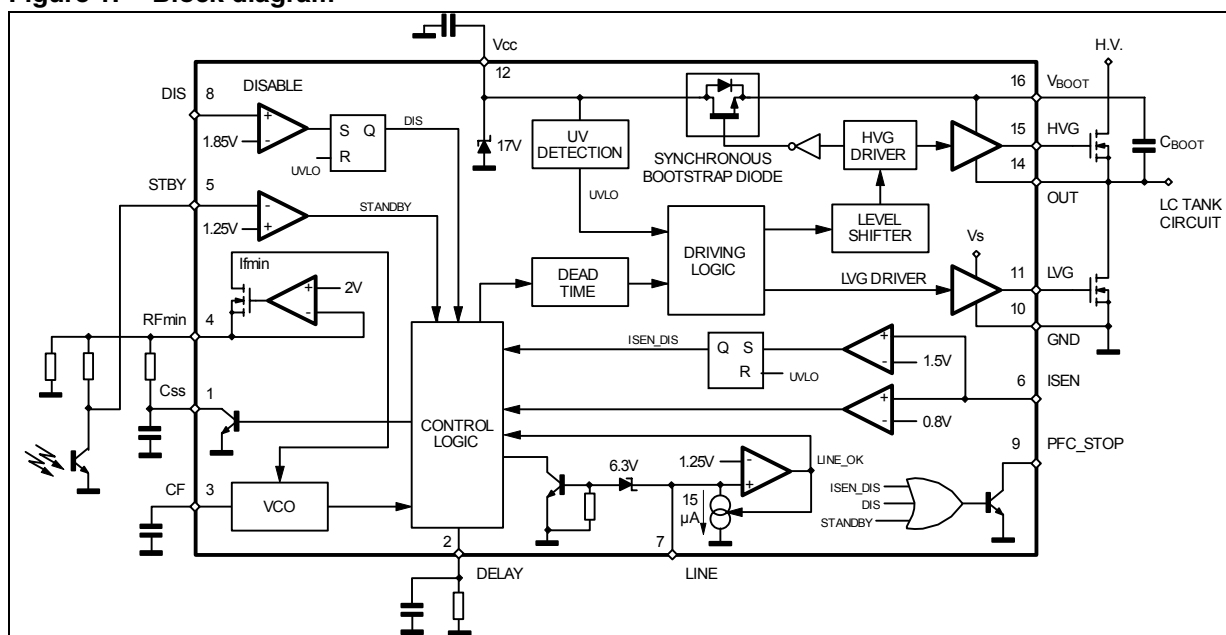 Figure 1. Block diagram
Vcc
H.V.
12
16
VBOOT
DIS
8
DISABLE
S Q
DIS
1.85V
R
UVLO
17V
UV
DETECTION
SYNCHRONOUS
BOOTSTRAP DIODE
HVG
DRIVER
15
HVG
CBOOT
14
OUT
LC TANK
CIRCUIT
STBY
5
STANDBY
1.25V
UVLO
DRIVING
LOGIC
LEVEL
SHIFTER
Vs
Ifmin
2V
DEAD
TIME
LVG DRIVER
11
LVG
10
GND
RFmin
4
ISEN_DIS
Q S
R
UVLO
1.5V
6
ISEN
Css
1
CONTROL
LOGIC
0.8V
9
PFC_STOP
6.3V
1.25V
LINE_OK
CF
3
VCO
15
µA
ISEN_DIS
DIS
STANDBY
2
7
DELAY
LINE